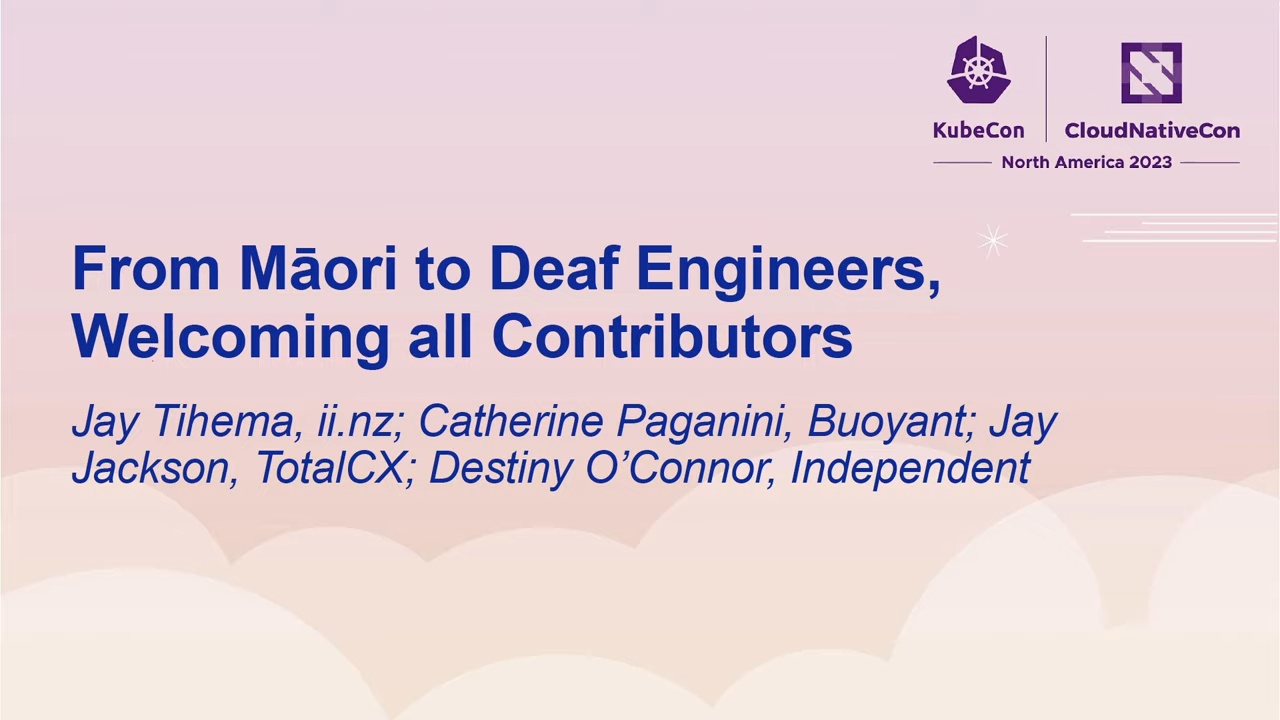 KubeCon
CloudNativeCon
North America 2023
From Māori to Deaf Engineers,
Welcoming all Contributors
Jay Tihema, ii.nz; Catherine Paganini, Buoyant; Jay
Jackson, TotalCX; Destiny O’Connor, Independent